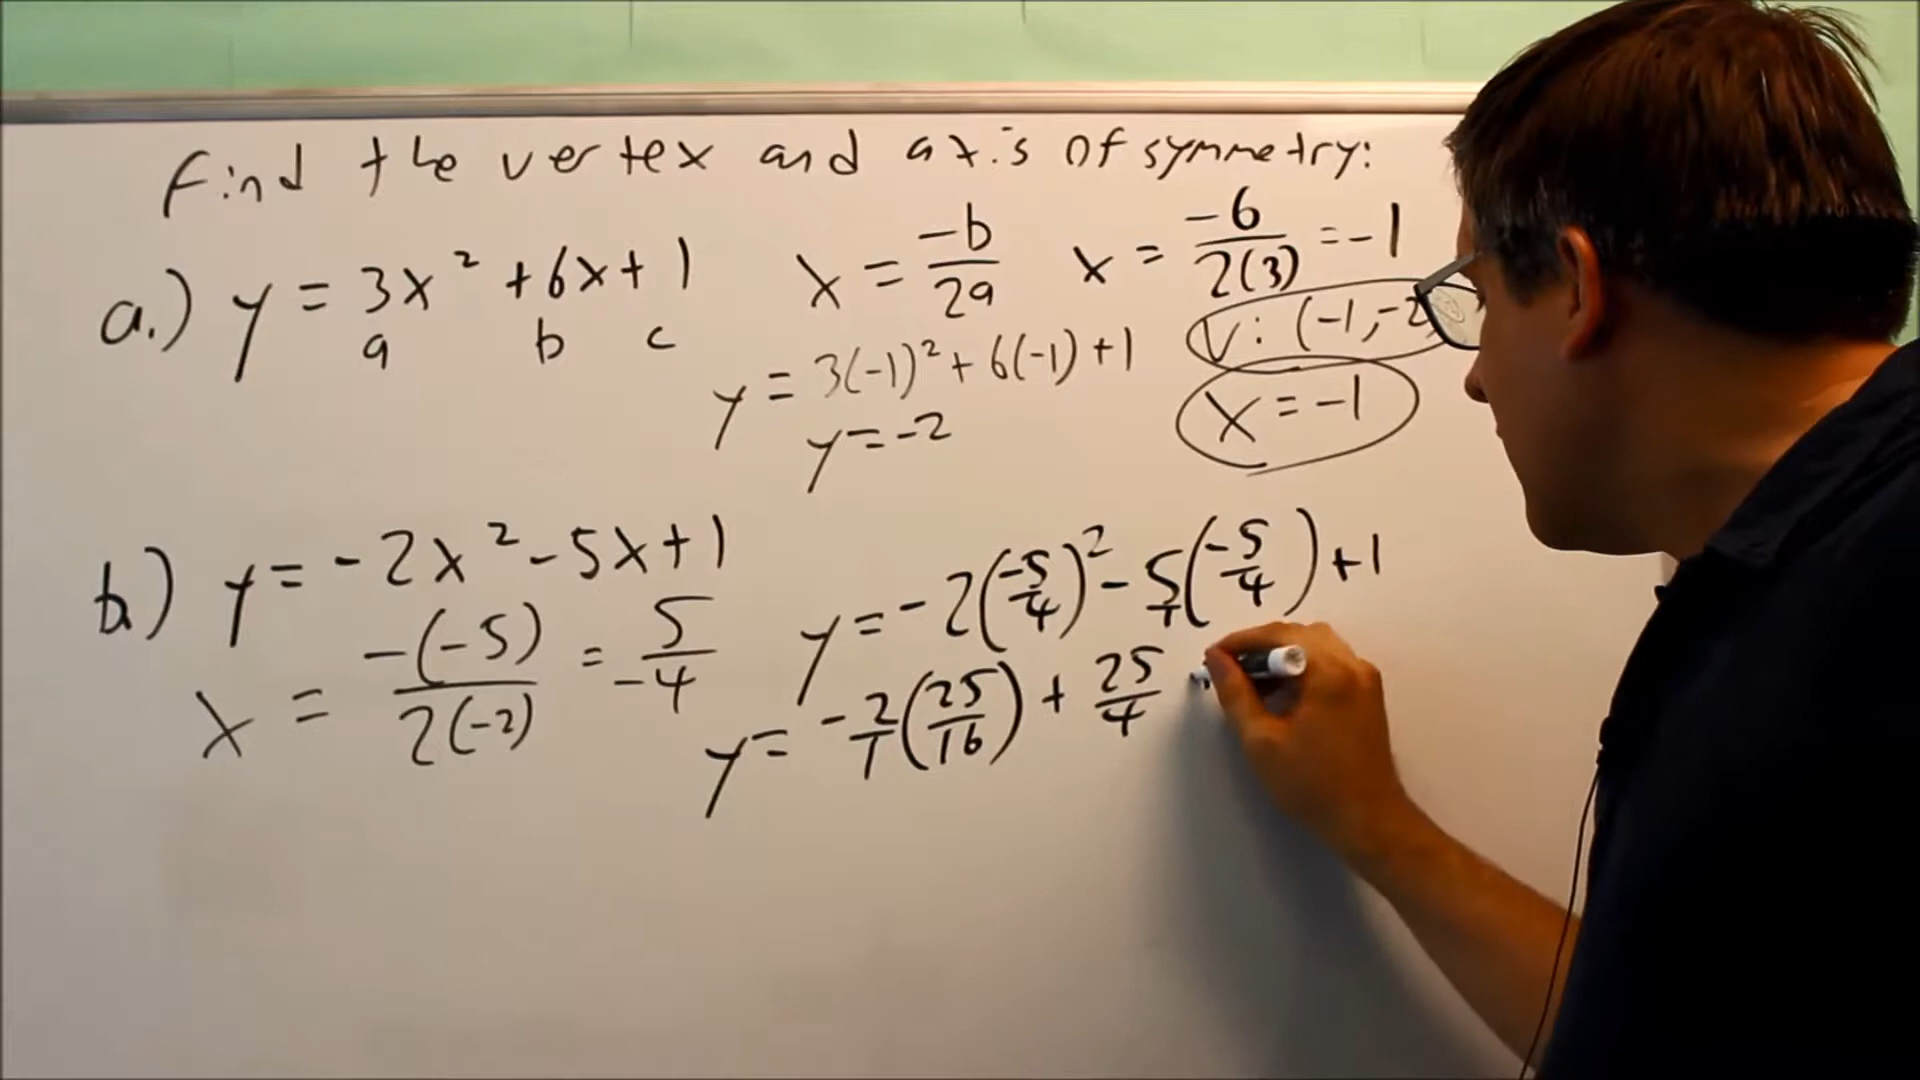 Find the vertex and axis of symmetry:
a.) y = 3x² + 6x + 1
a b c
x = -b/2a
x = -6/2(3) = -1
y = 3(-1)² + 6(-1) + 1
y = -2
V: (-1, -2
x = -1
b.) y = -2x² - 5x + 1
x = -(-5)/2(-2) = 5/-4
y = -2(-5/4)² - 5/1(-5/4) + 1
y = -2/1(25/16) + 25/4